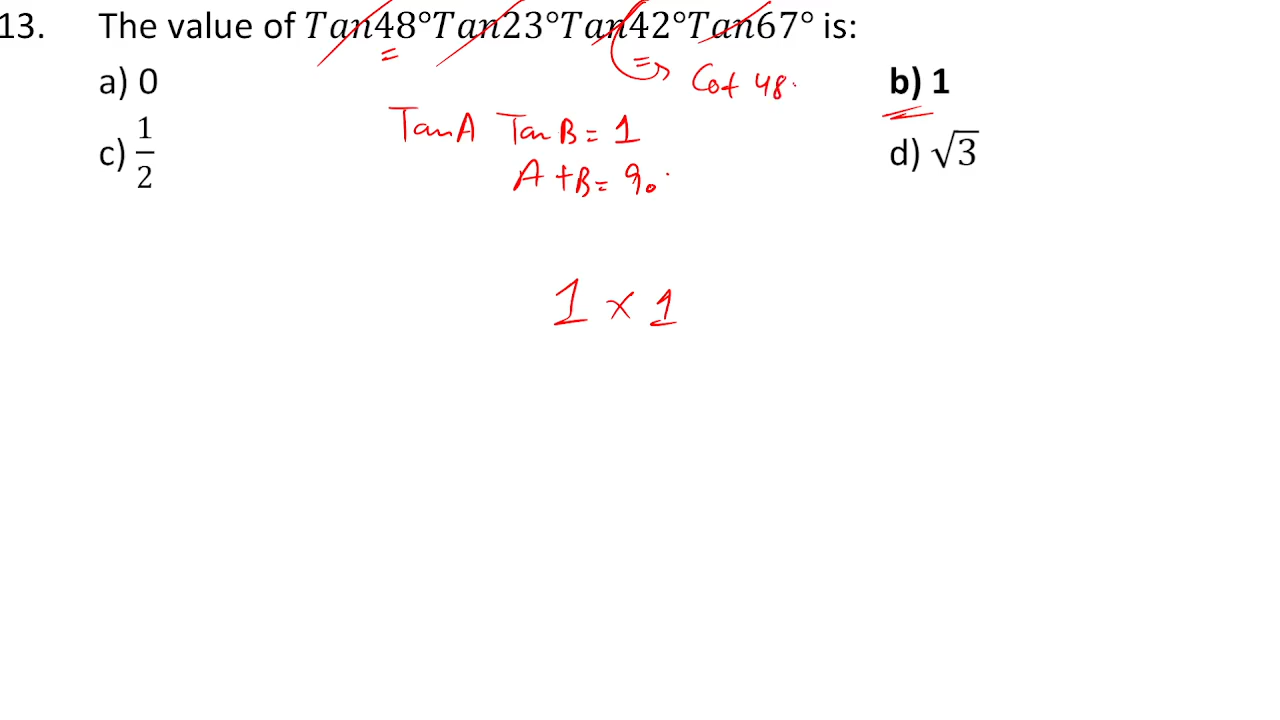 13. The value of Tan48°Tan23°Tan42°Tan67° is:
a) 0
b) 1
c) 1/2
d) √3
=
=> Cot 48.
TanA TanB = 1
A + B = 90.
1 × 1